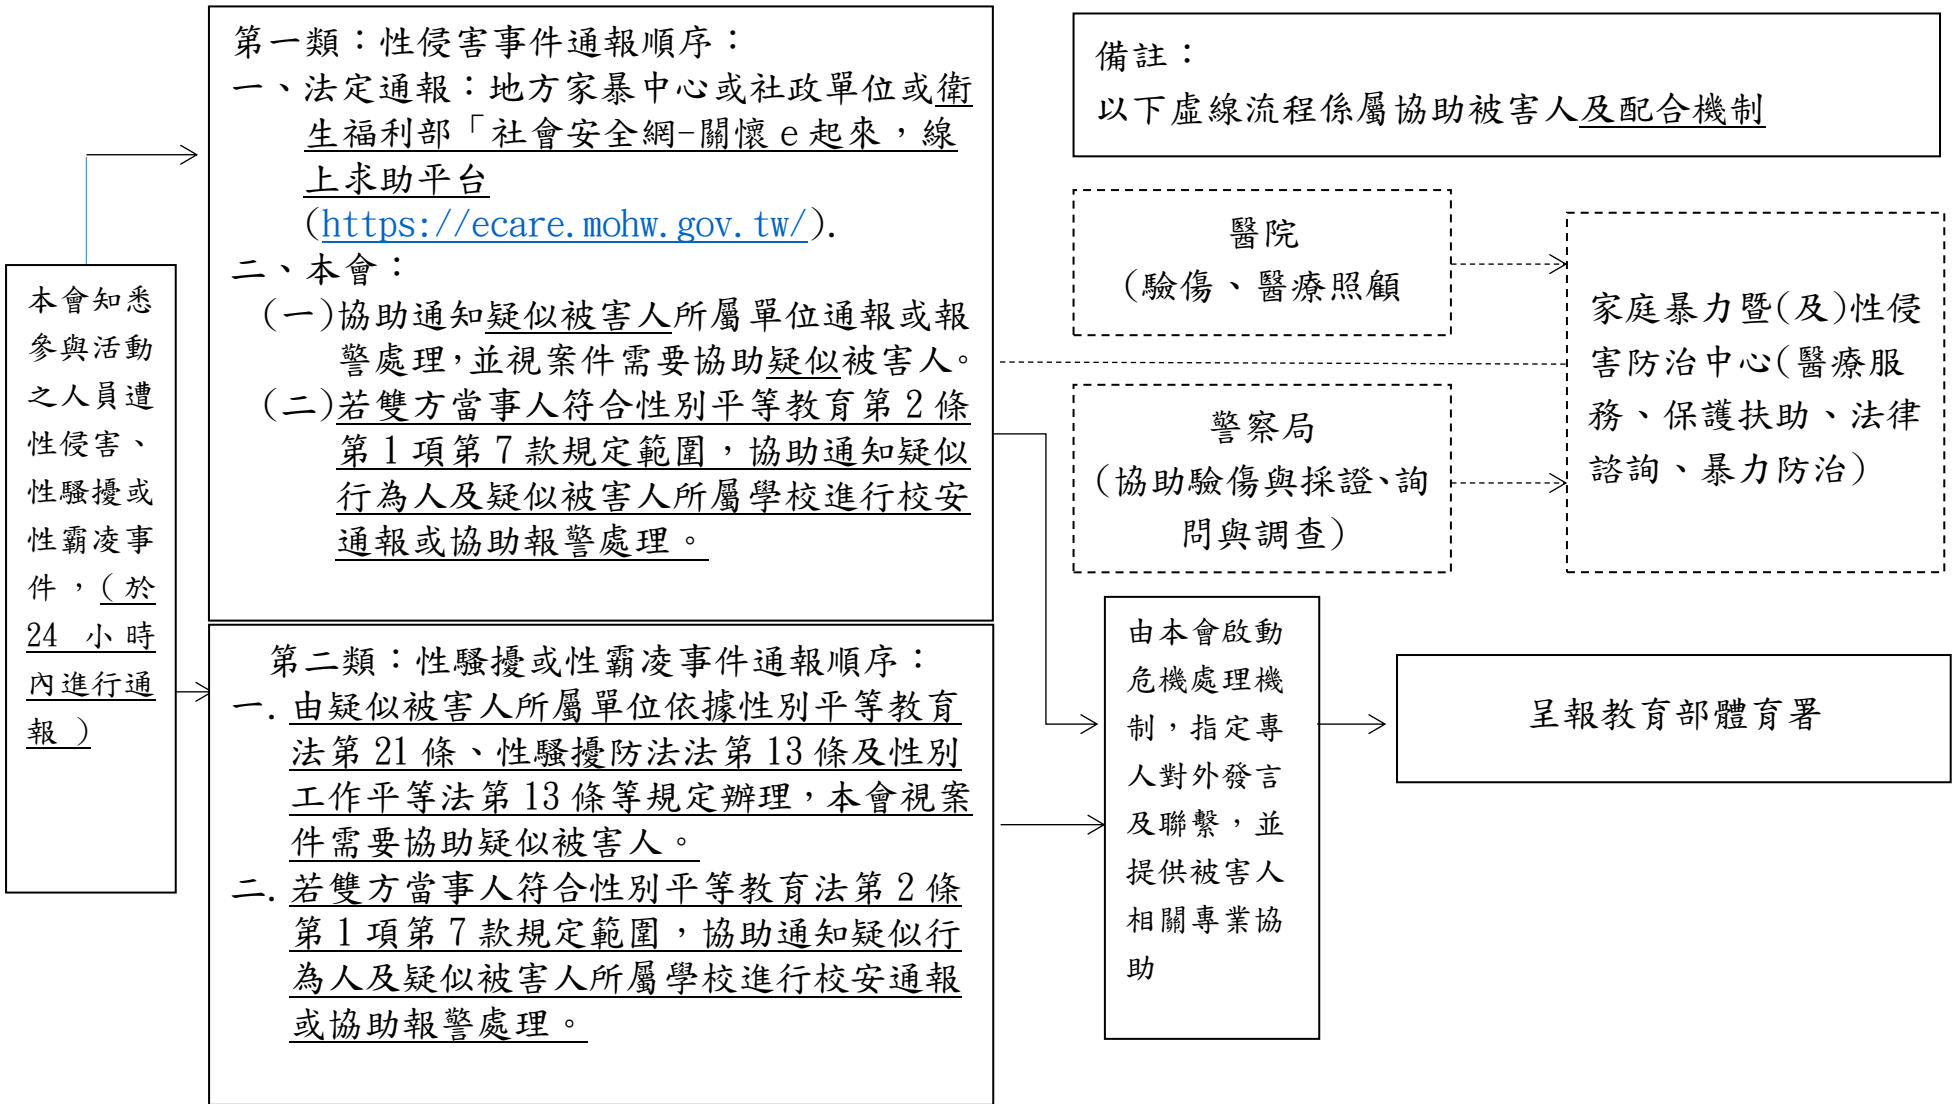 本會知悉
參與活動
之人員遭
性侵害、
性騷擾或
性霸凌事
件，(於
24 小時
內進行通
報 )
第一類：性侵害事件通報順序：
一、法定通報：地方家暴中心或社政單位或衛
生福利部「社會安全網-關懷 e 起來，線
上求助平台
(https://ecare.mohw.gov.tw/).
二、本會：
(一)協助通知疑似被害人所屬單位通報或報
警處理，並視案件需要協助疑似被害人。
(二)若雙方當事人符合性別平等教育第 2 條
第 1 項第 7 款規定範圍，協助通知疑似
行為人及疑似被害人所屬學校進行校安
通報或協助報警處理。
第二類：性騷擾或性霸凌事件通報順序：
一. 由疑似被害人所屬單位依據性別平等教育
法第 21 條、性騷擾防法法第 13 條及性別
工作平等法第 13 條等規定辦理，本會視案
件需要協助疑似被害人。
二. 若雙方當事人符合性別平等教育法第 2 條
第 1 項第 7 款規定範圍，協助通知疑似行
為人及疑似被害人所屬學校進行校安通報
或協助報警處理。
備註：
以下虛線流程係屬協助被害人及配合機制
醫院
(驗傷、醫療照顧
警察局
(協助驗傷與採證、詢
問與調查)
家庭暴力暨(及)性侵
害防治中心(醫療服
務、保護扶助、法律
諮詢、暴力防治)
由本會啟動
危機處理機
制，指定專
人對外發言
及聯繫，並
提供被害人
相關專業協
助
呈報教育部體育署